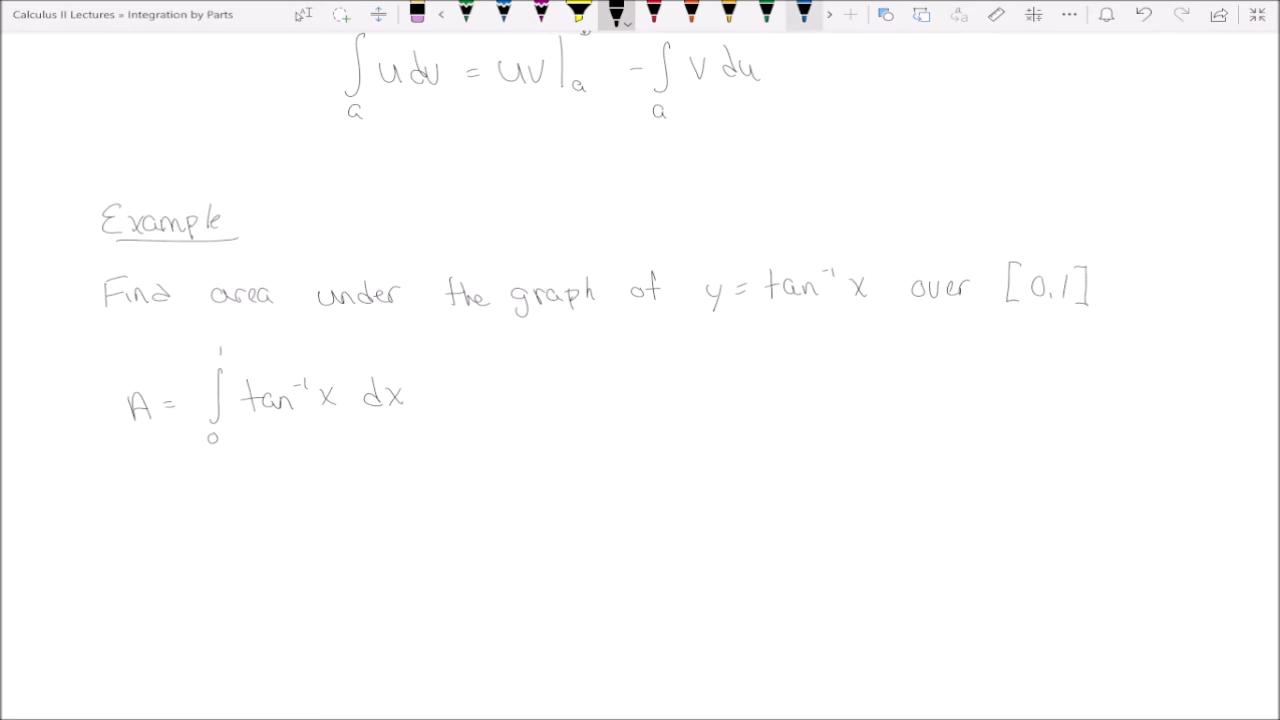 Calculus II Lectures » Integration by Parts
∫ₐ u dv = uv|ₐ - ∫ₐ v du
Example
Find area under the graph of y = tan⁻¹ x over [0,1]
A = ∫₀¹ tan⁻¹ x dx